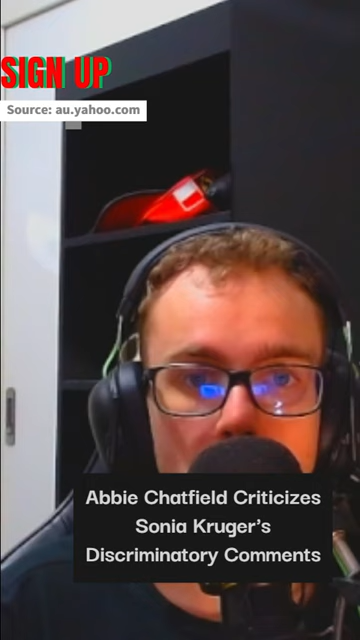 SIGN UP
Source: au.yahoo.com
Abbie Chatfield Criticizes
Sonia Kruger's
Discriminatory Comments